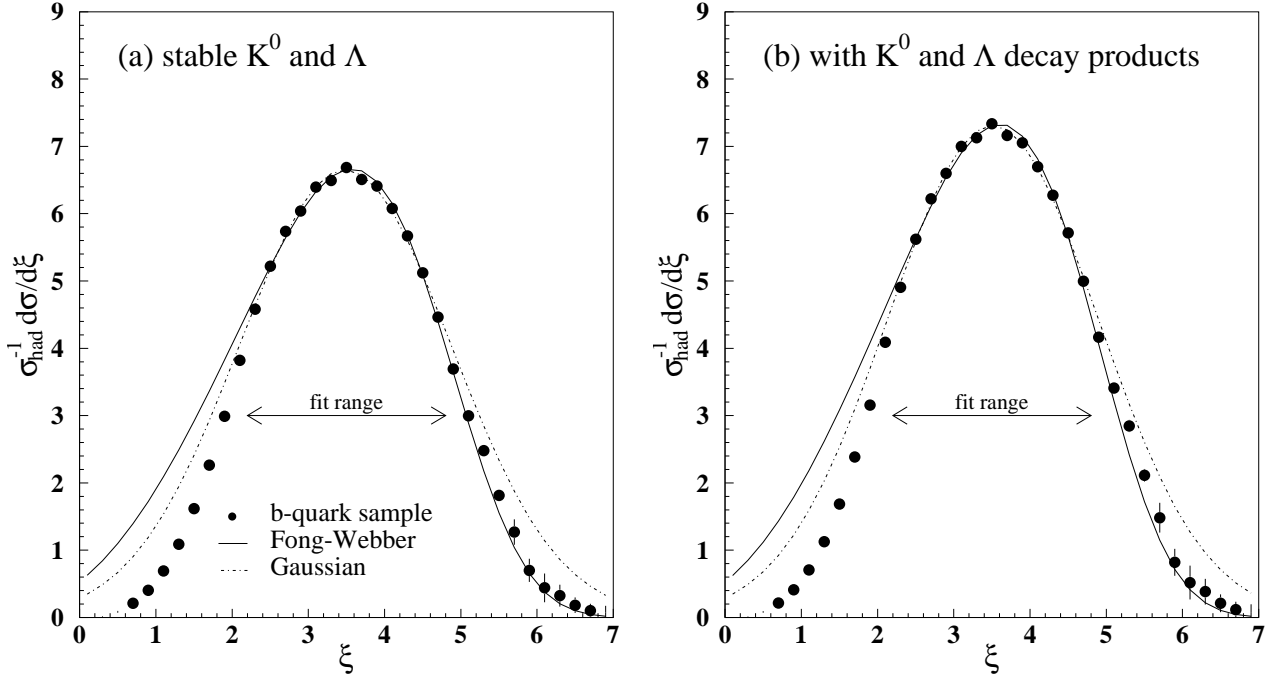 (a) stable K⁰ and Λ
9
8
7
6
5
4
3
2
1
0
σ⁻¹had dσ/dξ
fit range
b-quark sample
Fong-Webber
Gaussian
0 1 2 3 4 5 6 7
ξ
(b) with K⁰ and Λ decay products
9
8
7
6
5
4
3
2
1
0
σ⁻¹had dσ/dξ
fit range
0 1 2 3 4 5 6 7
ξ